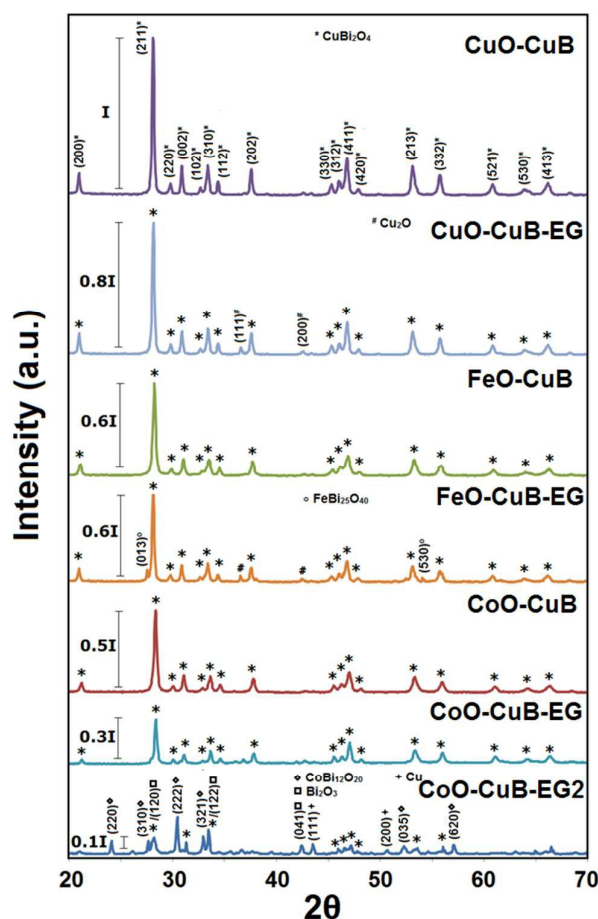 * CuBi₂O₄
CuO-CuB
(211)*
I
(200)*
(220)*
(002)*
(102)*
(310)*
(112)*
(202)*
(330)*
(312)*
(411)*
(420)*
(213)*
(332)*
(521)*
(530)*
(413)*
# Cu₂O
CuO-CuB-EG
0.8I
* * * * * * (111)# * (200)# * * * * * * * * *
FeO-CuB
0.6I
* * * * * * * * * * * * * * * *
° FeBi₂₅O₄₀
FeO-CuB-EG
0.6I
(013)°
* * * * * * # * # * * * * * (530)° * * * *
CoO-CuB
0.5I
* * * * * * * * * * * * * * * *
CoO-CuB-EG
0.3I
* * * * * * * * * * * * * * * *
◇ CoBi₁₂O₂₀ + Cu
□ Bi₂O₃
CoO-CuB-EG2
0.1I
(220)◇
(310)◇
*/(120)□
(222)◇
*
(321)◇
*/(122)□
(041)□
(111)+
* * * *
(200)+
(035)◇
* *
(620)◇
20 30 40 50 60 70
2θ
Intensity (a.u.)